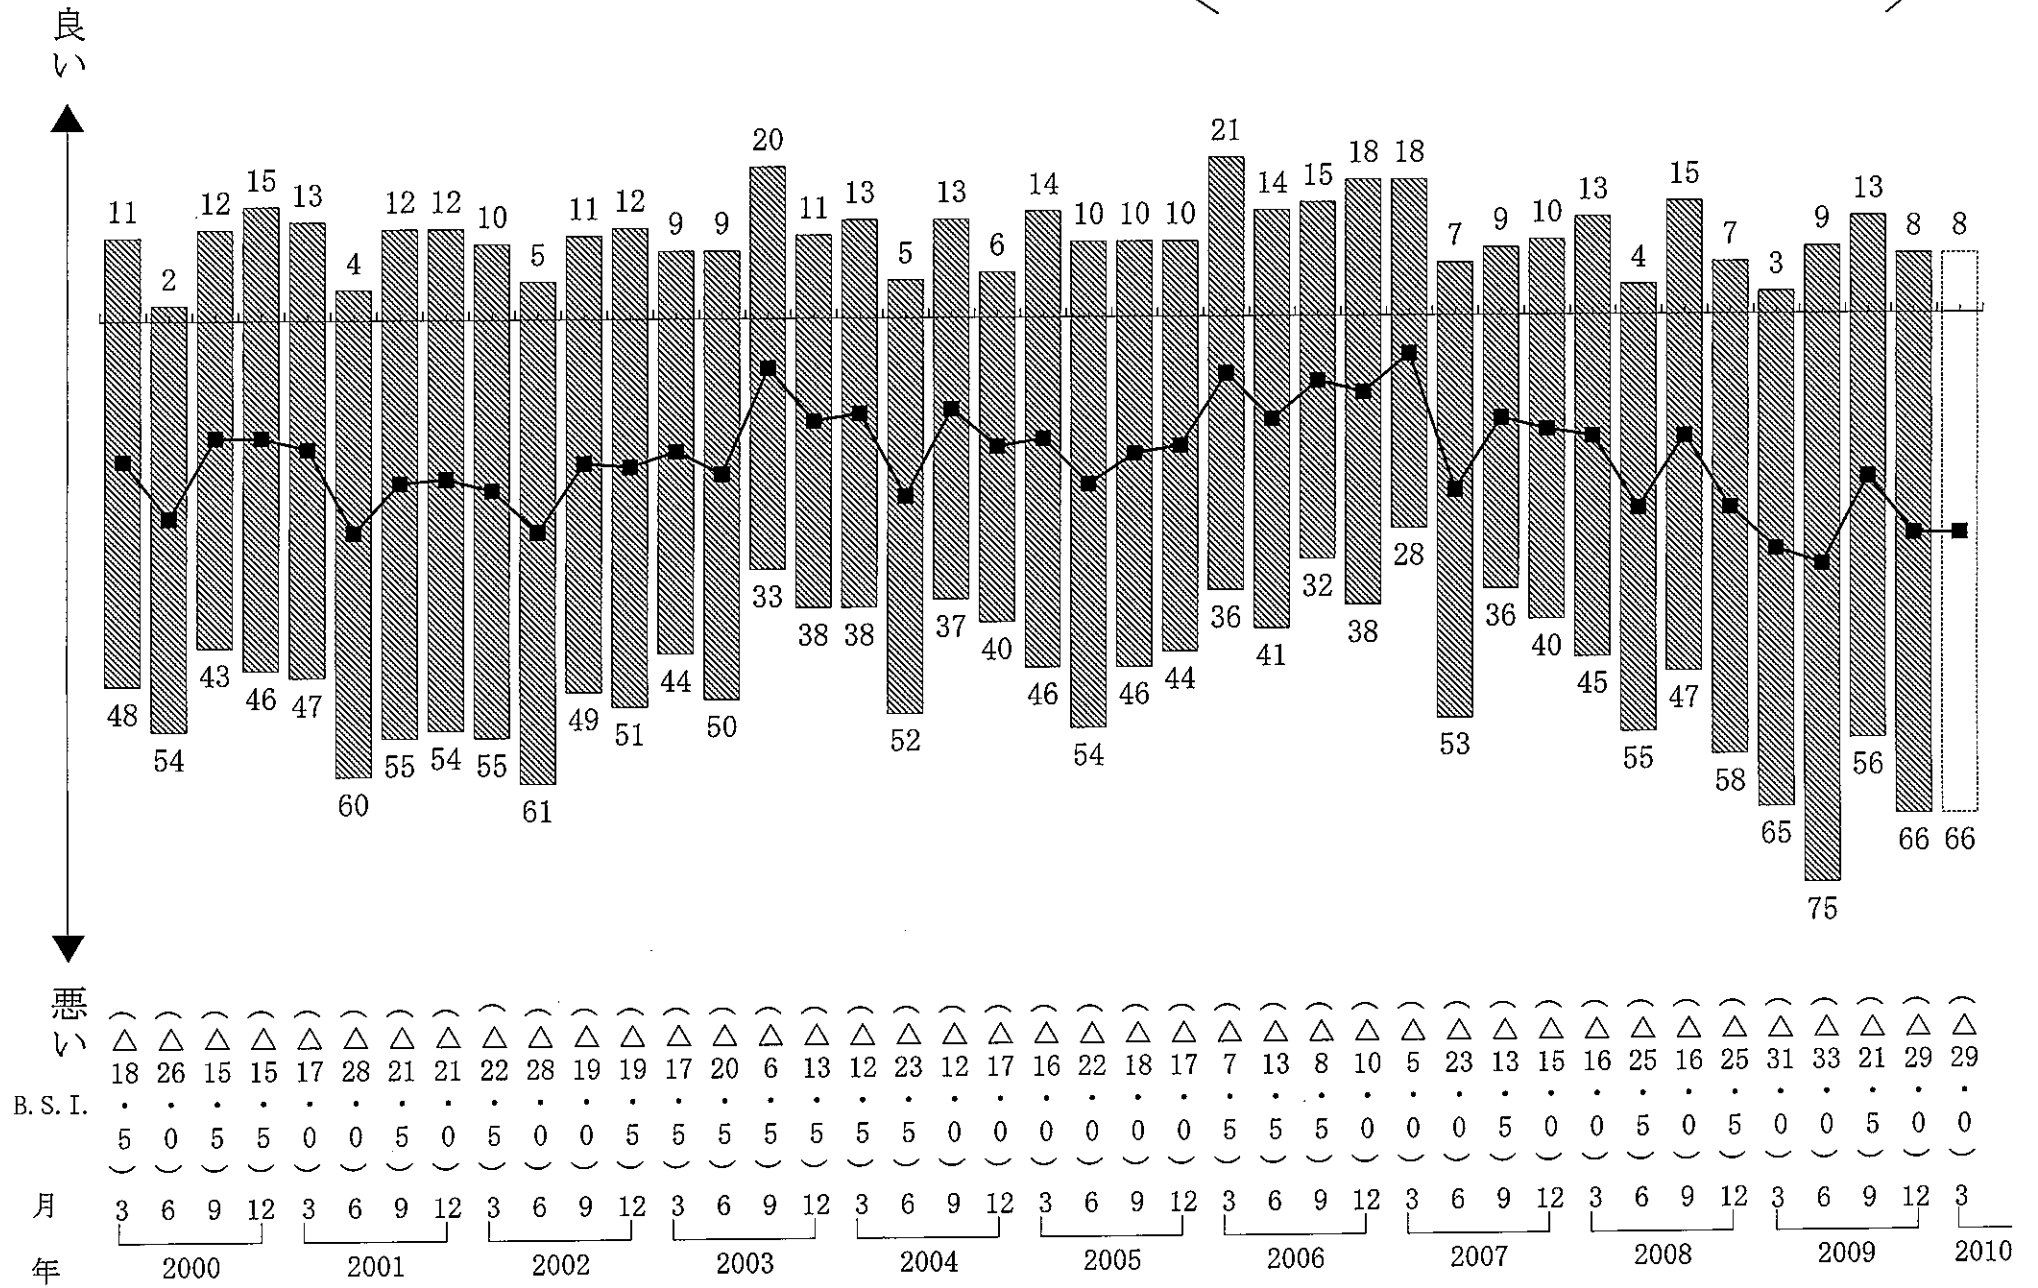 良い
11 2 12 15 13 4 12 12 10 5 11 12 9 9 20 11 13 5 13 6 14 10 10 10 21 14 15 18 18 7 9 10 13 4 15 7 3 9 13 8 8
48 54 43 46 47 60 55 54 55 61 49 51 44 50 33 38 38 52 37 40 46 54 46 44 36 41 32 38 28 53 36 40 45 55 47 58 65 75 56 66 66
悪い
B.S.I. (△18・5) (△26・0) (△15・5) (△15・5) (△17・0) (△28・0) (△21・5) (△21・0) (△22・5) (△28・0) (△19・0) (△19・5) (△17・5) (△20・5) (△6・5) (△13・5) (△12・5) (△23・5) (△12・0) (△17・0) (△16・0) (△22・0) (△18・0) (△17・0) (△7・5) (△13・5) (△8・5) (△10・0) (△5・0) (△23・0) (△13・5) (△15・0) (△16・0) (△25・5) (△16・0) (△25・5) (△31・0) (△33・0) (△21・5) (△29・0) (△29・0)
月 3 6 9 12 3 6 9 12 3 6 9 12 3 6 9 12 3 6 9 12 3 6 9 12 3 6 9 12 3 6 9 12 3 6 9 12 3 6 9 12 3
年 2000 2001 2002 2003 2004 2005 2006 2007 2008 2009 2010